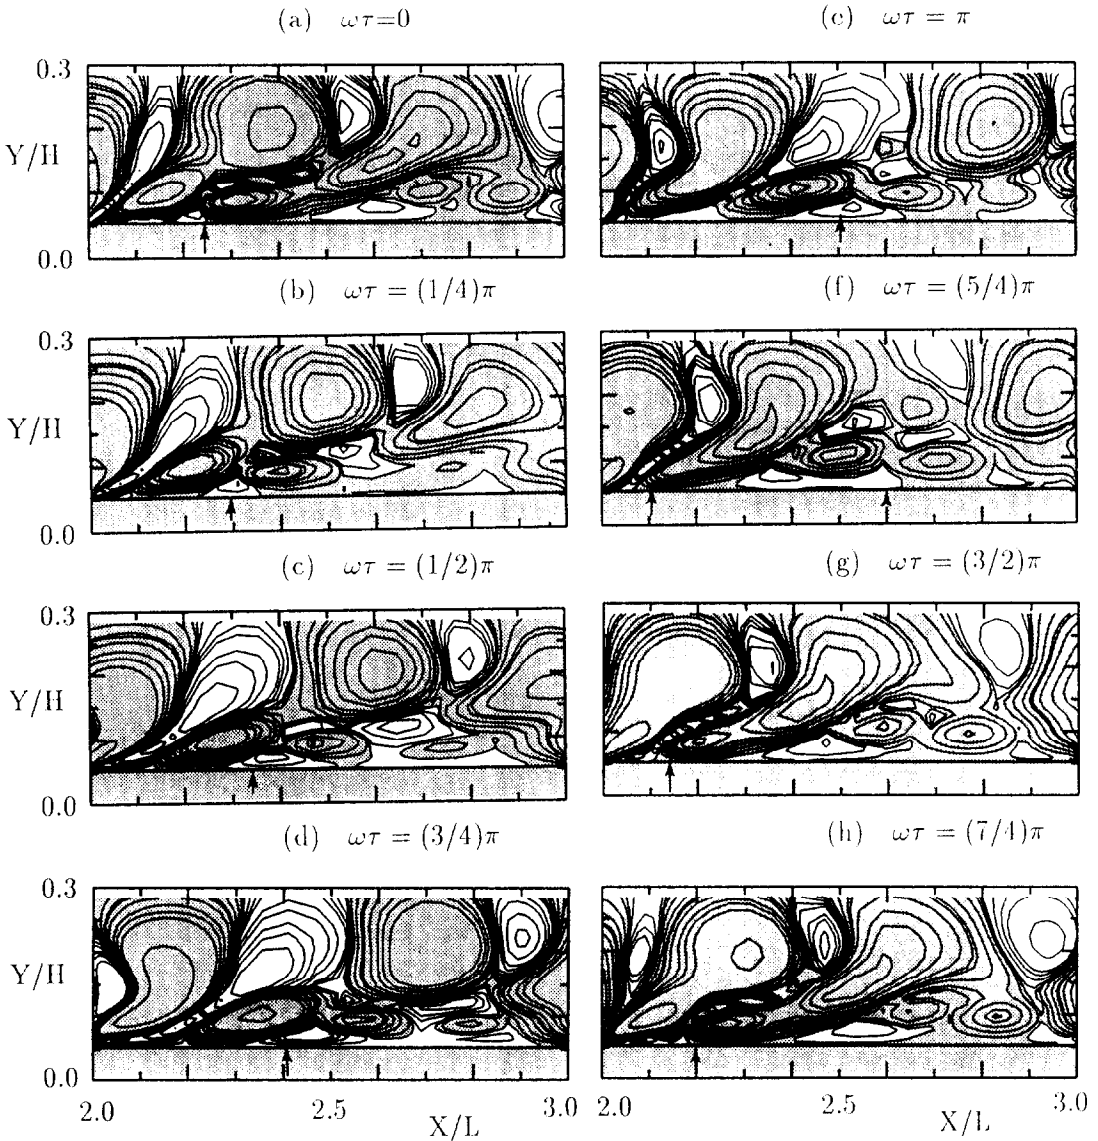 (a) ωτ=0
0.3
Y/H
0.0
(b) ωτ = (1/4)π
0.3
Y/H
0.0
(c) ωτ = (1/2)π
0.3
Y/H
0.0
(d) ωτ = (3/4)π
0.3
Y/H
0.0
2.0 2.5 3.0
X/L
(e) ωτ = π
(f) ωτ = (5/4)π
(g) ωτ = (3/2)π
(h) ωτ = (7/4)π
2.0 2.5 3.0
X/L